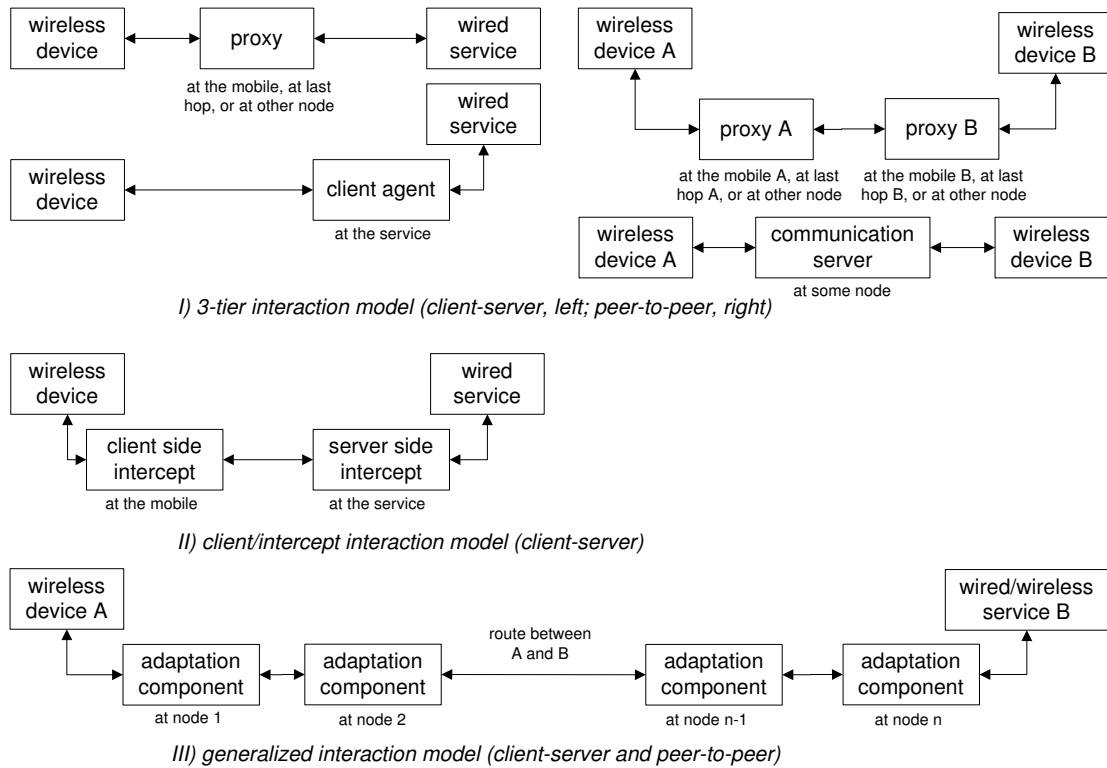 wireless
device
proxy
wired
service
at the mobile, at last
hop, or at other node
wireless
device
client agent
wired
service
at the service
wireless
device A
wireless
device B
proxy A
proxy B
at the mobile A, at last
hop A, or at other node
at the mobile B, at last
hop B, or at other node
wireless
device A
communication
server
wireless
device B
at some node
I) 3-tier interaction model (client-server, left; peer-to-peer, right)
wireless
device
wired
service
client side
intercept
server side
intercept
at the mobile
at the service
II) client/intercept interaction model (client-server)
wireless
device A
wired/wireless
service B
route between
A and B
adaptation
component
adaptation
component
adaptation
component
adaptation
component
at node 1
at node 2
at node n-1
at node n
III) generalized interaction model (client-server and peer-to-peer)